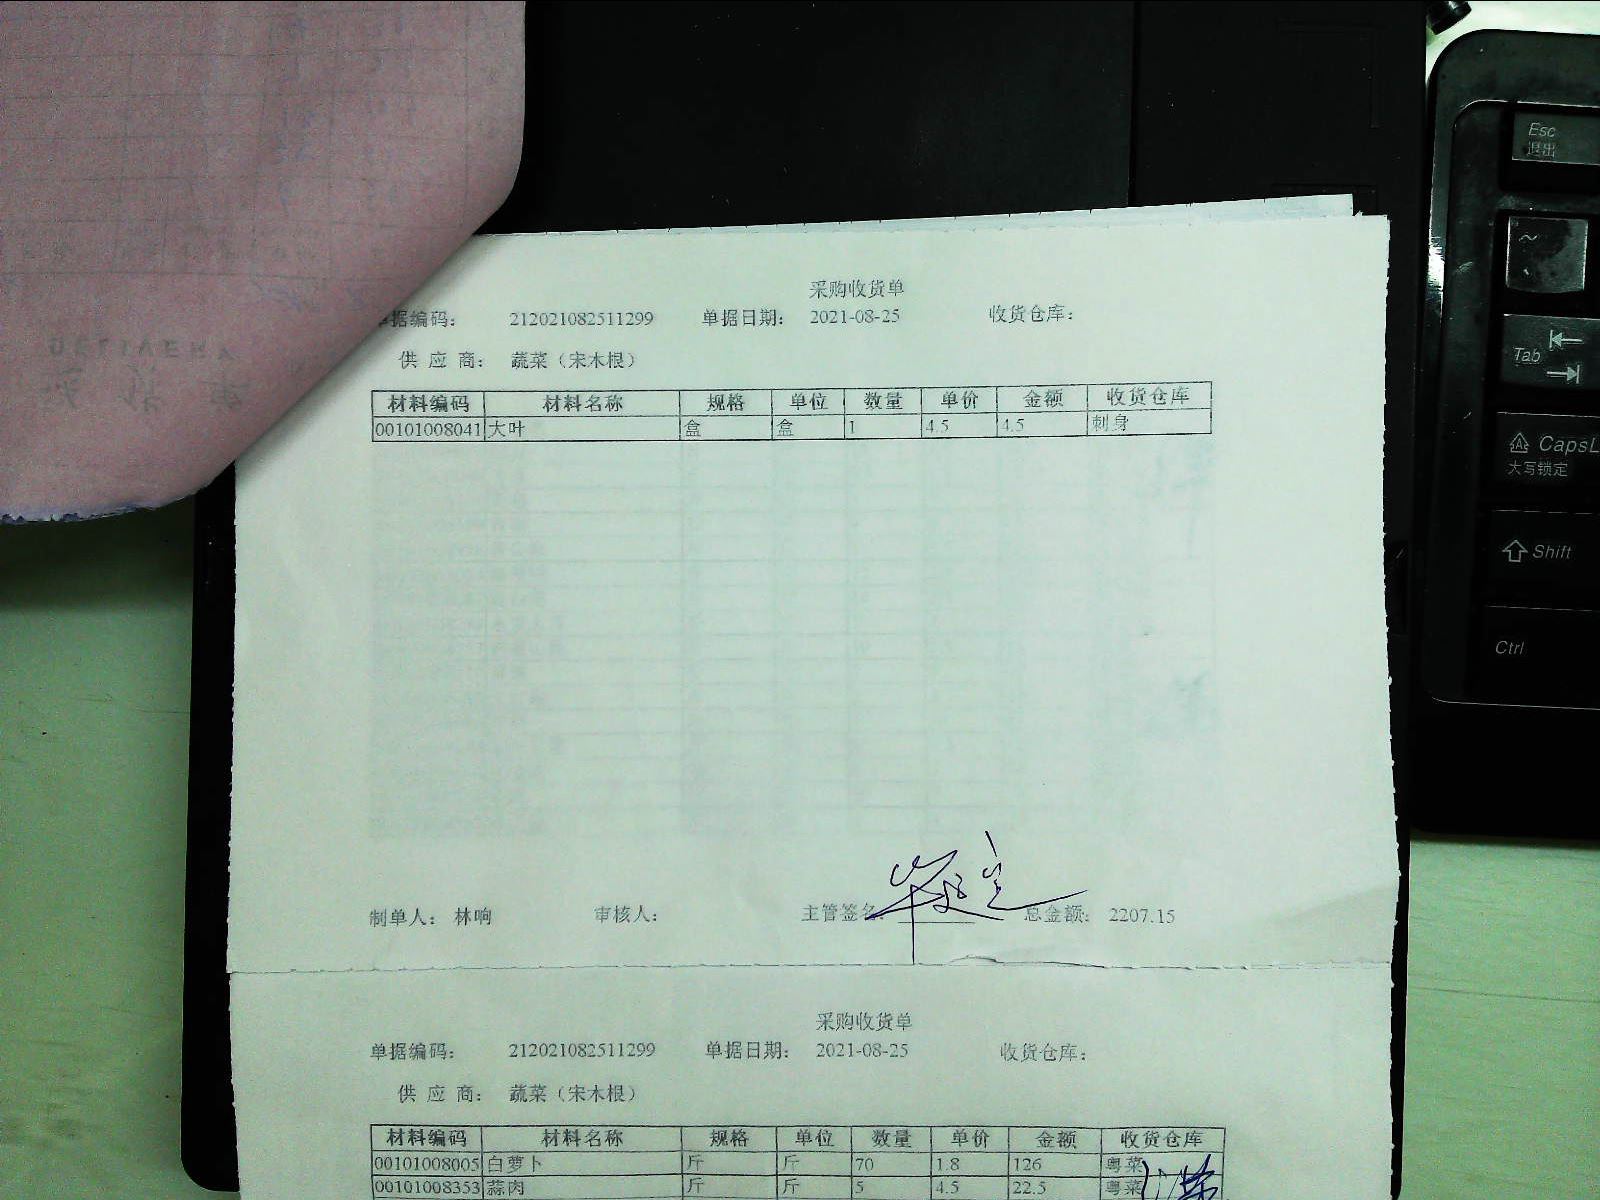 采购收货单
单据编码： 212021082511299 单据日期： 2021-08-25 收货仓库：
供 应 商： 蔬菜（宋木根）
材料编码 材料名称 规格 单位 数量 单价 金额 收货仓库
00101008041 大叶 盒 盒 1 4.5 4.5 刺身
制单人： 林响 审核人： 主管签名： 总金额： 2207.15
采购收货单
单据编码： 212021082511299 单据日期： 2021-08-25 收货仓库：
供 应 商： 蔬菜（宋木根）
材料编码 材料名称 规格 单位 数量 单价 金额 收货仓库
00101008005 白萝卜 斤 斤 70 1.8 126 粤菜
00101008353 蒜肉 斤 斤 5 4.5 22.5 粤菜
Esc
退出
~
Tab
CapsL
大写锁定
Shift
Ctrl